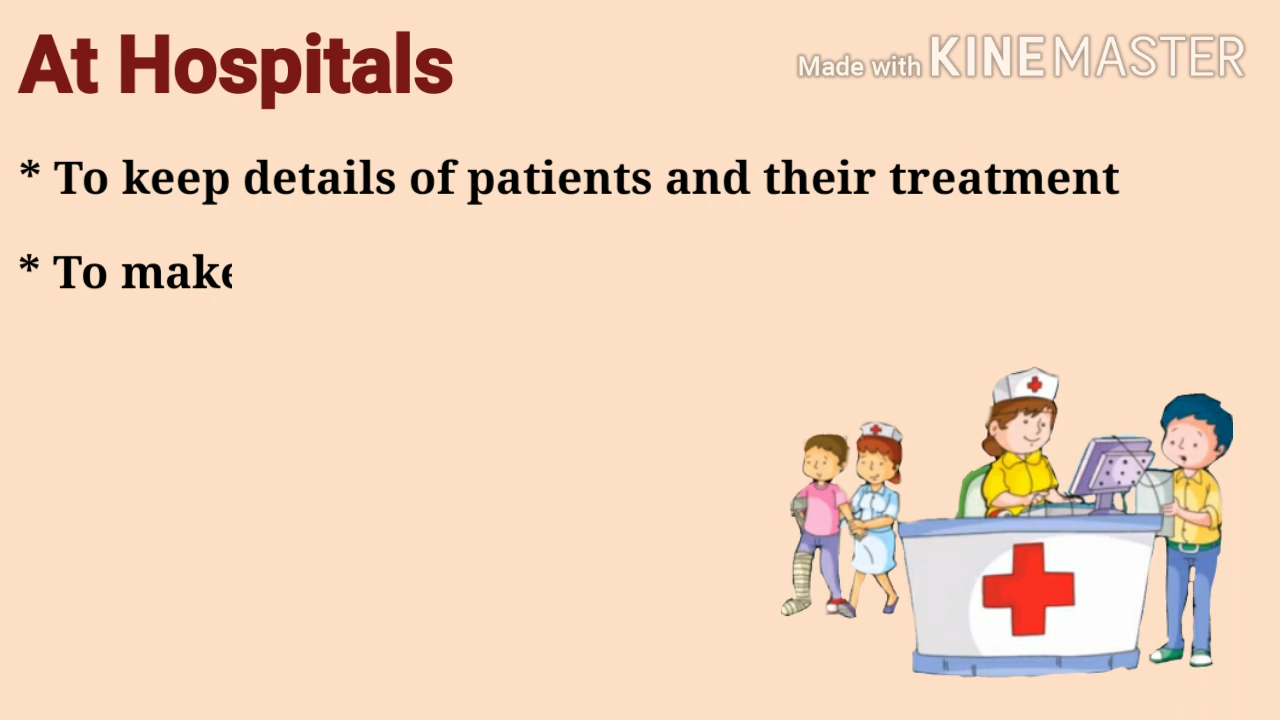 At Hospitals
Made with KINEMASTER
* To keep details of patients and their treatment
* To make